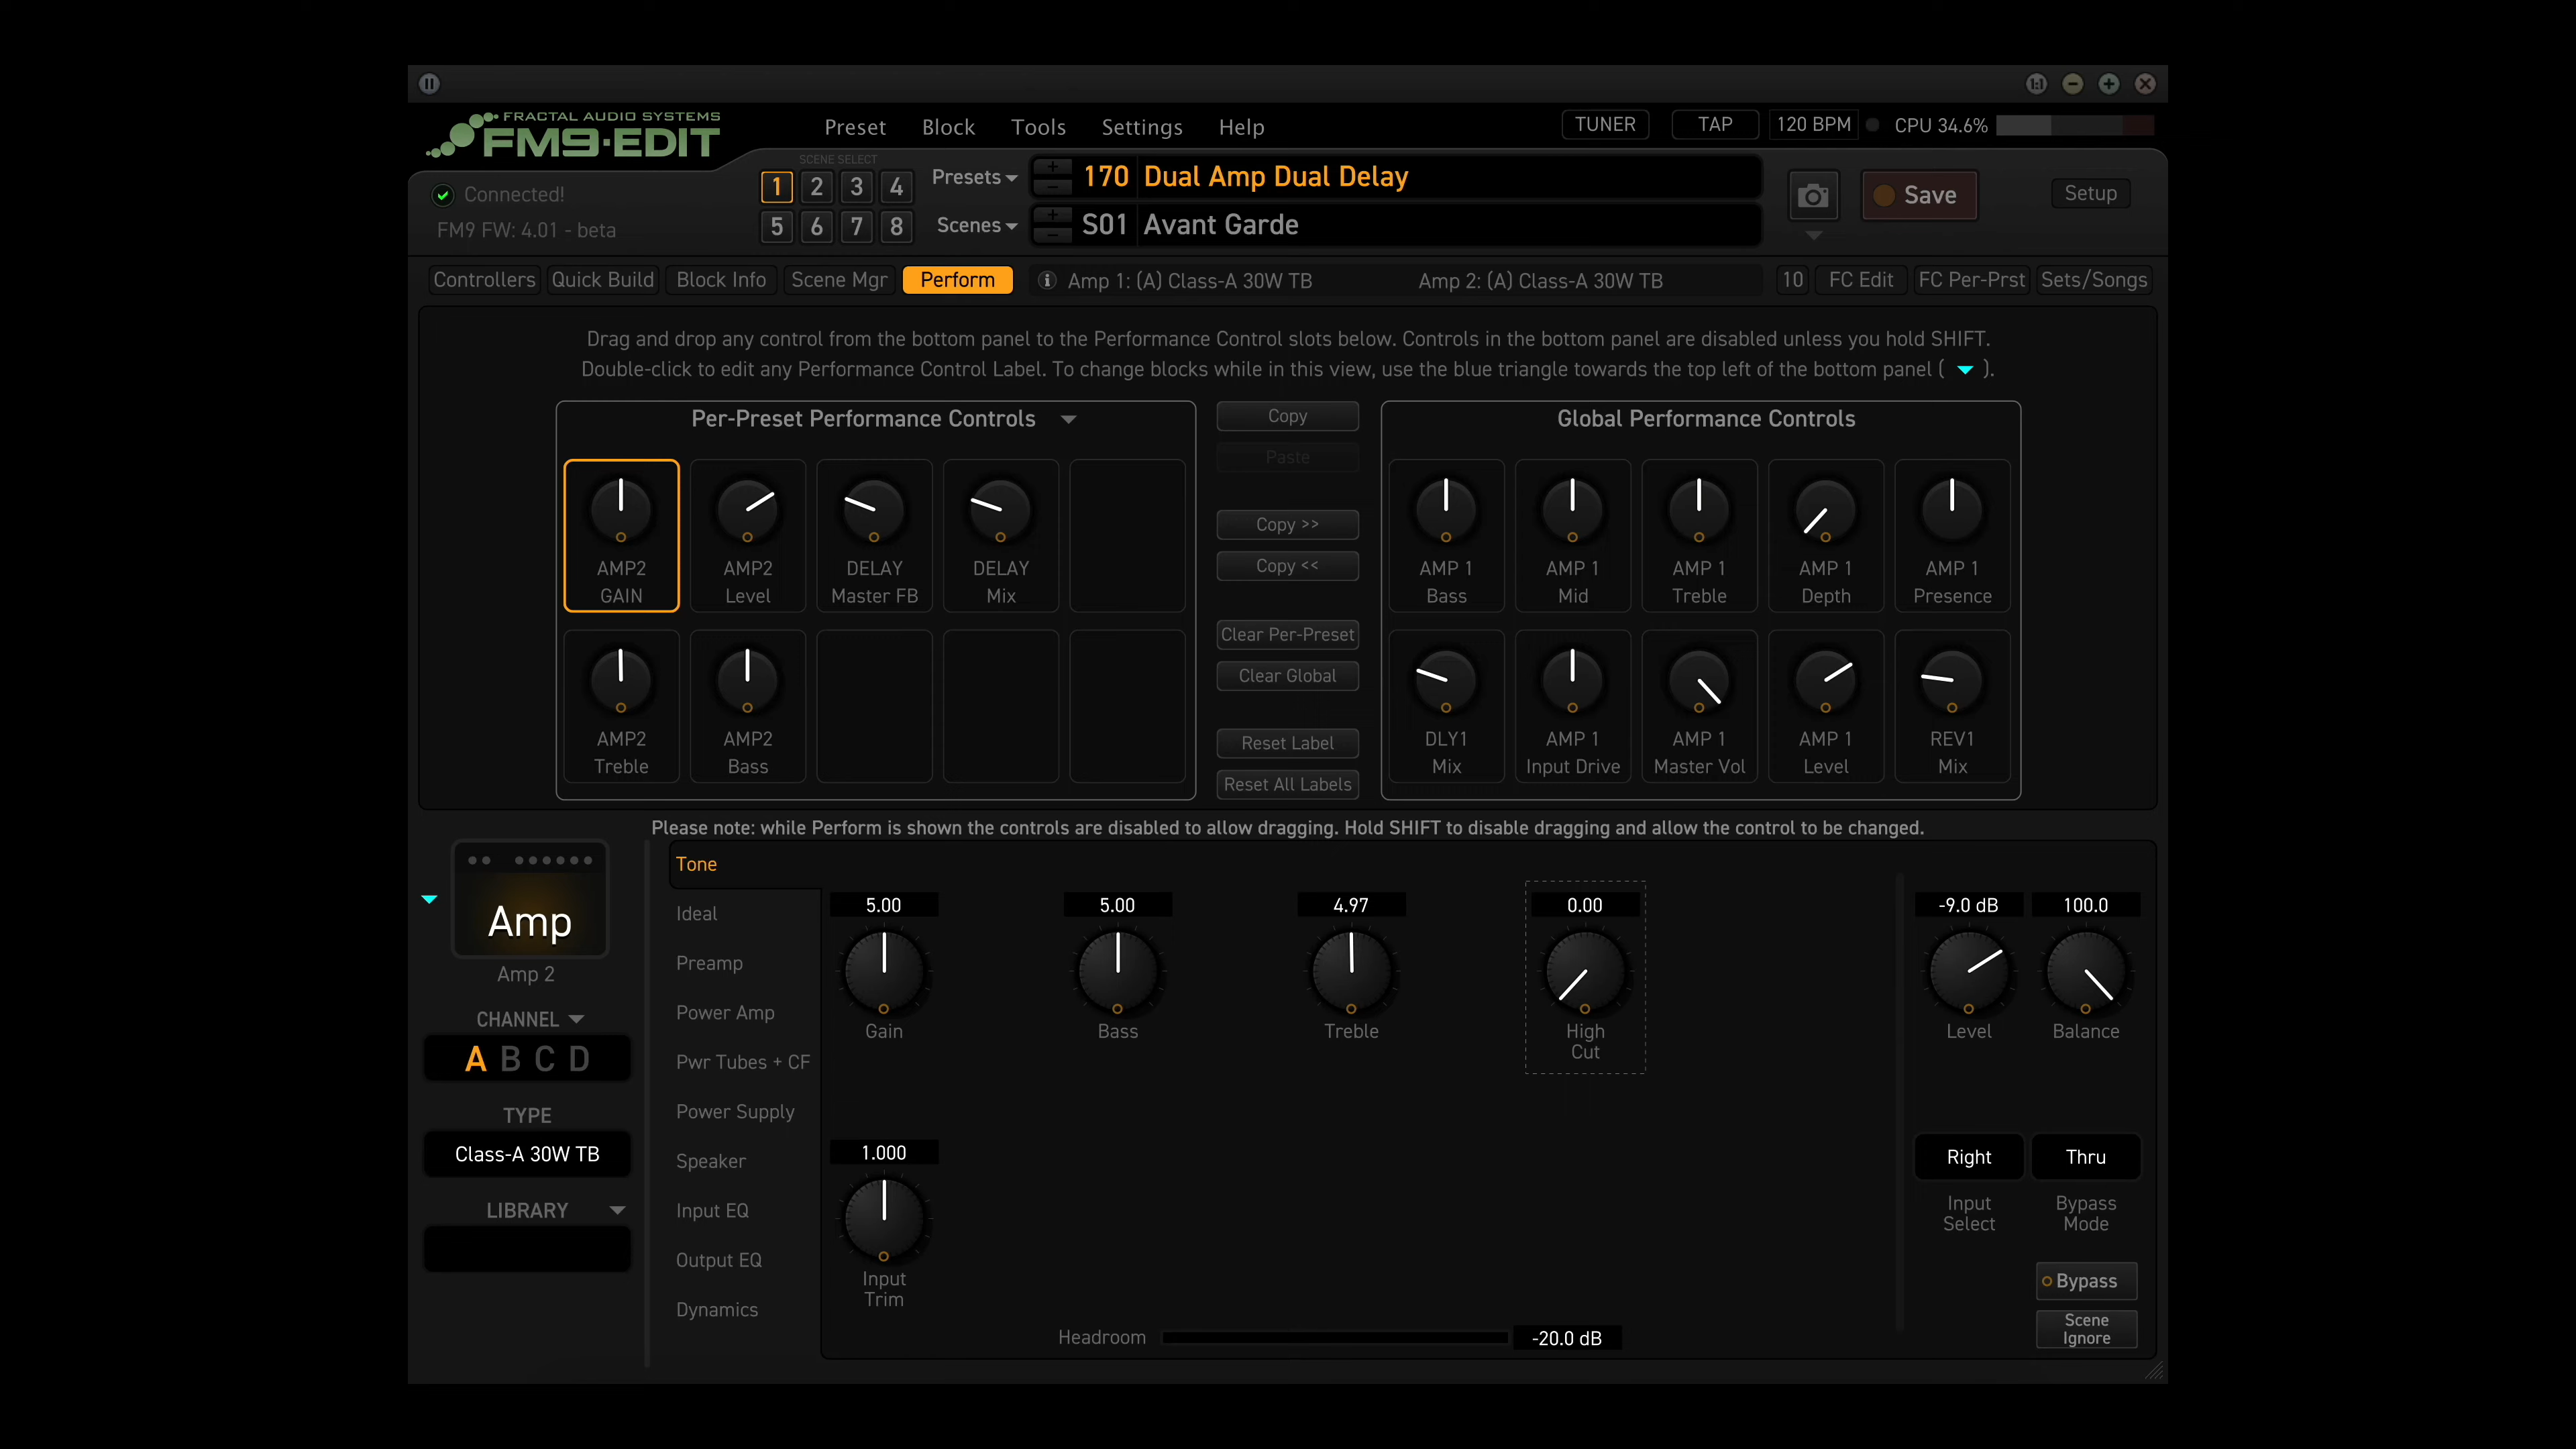 FRACTAL AUDIO SYSTEMS
FM9·EDIT
Preset Block Tools Settings Help
TUNER TAP 120 BPM CPU 34.6%
1:1
Connected!
FM9 FW: 4.01 - beta
SCENE SELECT
1 2 3 4
5 6 7 8
Presets 170 Dual Amp Dual Delay
Scenes S01 Avant Garde
Save Setup
Controllers Quick Build Block Info Scene Mgr Perform
Amp 1: (A) Class-A 30W TB Amp 2: (A) Class-A 30W TB
10 FC Edit FC Per-Prst Sets/Songs
Drag and drop any control from the bottom panel to the Performance Control slots below. Controls in the bottom panel are disabled unless you hold SHIFT.
Double-click to edit any Performance Control Label. To change blocks while in this view, use the blue triangle towards the top left of the bottom panel ( ).
Per-Preset Performance Controls
AMP2 AMP2 DELAY DELAY
GAIN Level Master FB Mix
AMP2 AMP2
Treble Bass
Copy
Paste
Copy >>
Copy <<
Clear Per-Preset
Clear Global
Reset Label
Reset All Labels
Global Performance Controls
AMP 1 AMP 1 AMP 1 AMP 1 AMP 1
Bass Mid Treble Depth Presence
DLY1 AMP 1 AMP 1 AMP 1 REV1
Mix Input Drive Master Vol Level Mix
Please note: while Perform is shown the controls are disabled to allow dragging. Hold SHIFT to disable dragging and allow the control to be changed.
Amp
Amp 2
CHANNEL
A B C D
TYPE
Class-A 30W TB
LIBRARY
Tone
Ideal
Preamp
Power Amp
Pwr Tubes + CF
Power Supply
Speaker
Input EQ
Output EQ
Dynamics
5.00 5.00 4.97 0.00
Gain Bass Treble High
Cut
1.000
Input
Trim
Headroom -20.0 dB
-9.0 dB 100.0
Level Balance
Right Thru
Input Bypass
Select Mode
Bypass
Scene
Ignore